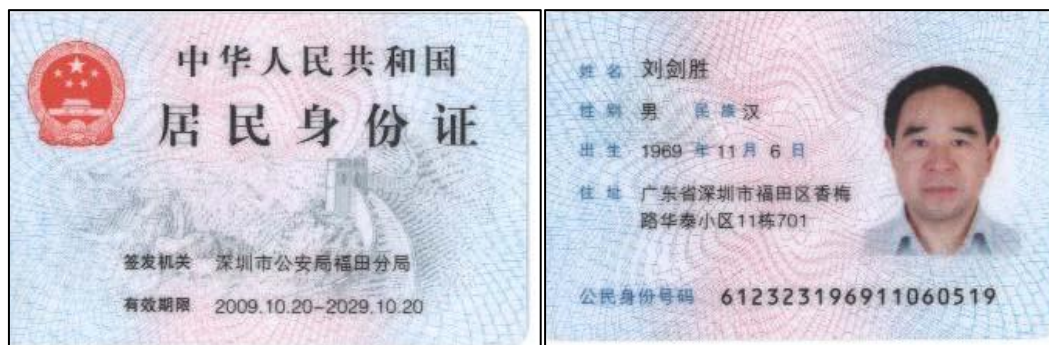 中华人民共和国
居民身份证
签发机关 深圳市公安局福田分局
有效期限 2009.10.20-2029.10.20
姓名 刘剑胜
性别 男 民族 汉
出生 1969 年 11 月 6 日
住址 广东省深圳市福田区香梅
路华泰小区11栋701
公民身份号码 612323196911060519